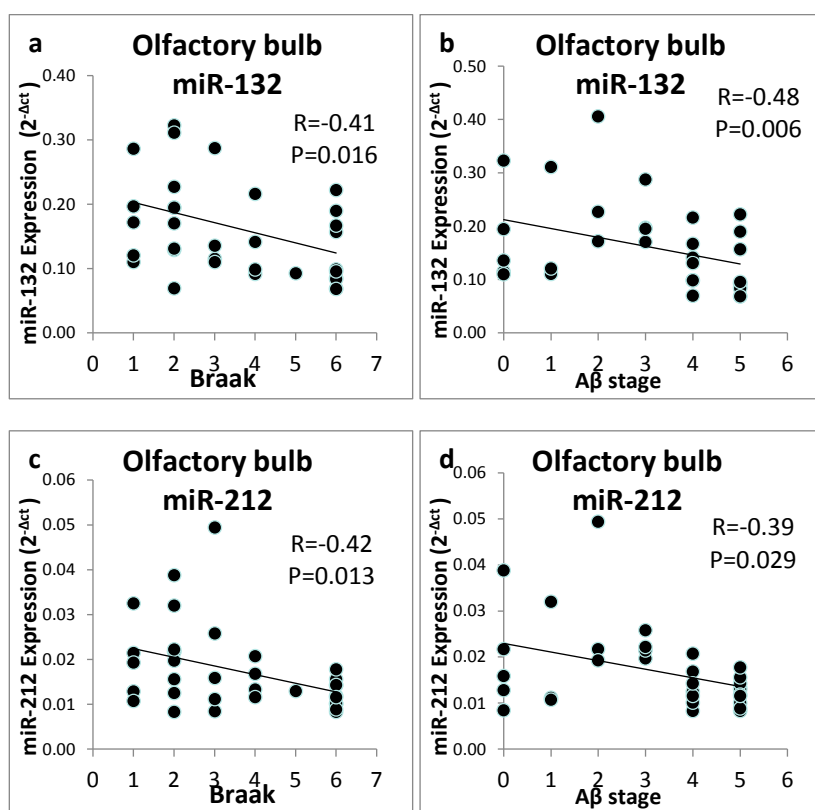 a
Olfactory bulb
miR-132
R=-0.41
P=0.016
miR-132 Expression (2^-Δct)
0.40
0.30
0.20
0.10
0.00
0 1 2 3 4 5 6 7
Braak
b
Olfactory bulb
miR-132
R=-0.48
P=0.006
miR-132 Expression (2^-Δct)
0.50
0.40
0.30
0.20
0.10
0.00
0 1 2 3 4 5 6
Aβ stage
c
Olfactory bulb
miR-212
R=-0.42
P=0.013
miR-212 Expression (2^-Δct)
0.06
0.05
0.04
0.03
0.02
0.01
0.00
0 1 2 3 4 5 6 7
Braak
d
Olfactory bulb
miR-212
R=-0.39
P=0.029
miR-212 Expression (2^-Δct)
0.06
0.05
0.04
0.03
0.02
0.01
0.00
0 1 2 3 4 5 6
Aβ stage